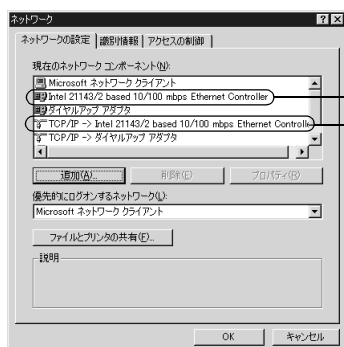 ネットワーク
ネットワークの設定 識別情報 アクセスの制御
現在のネットワーク コンポーネント(N):
Microsoft ネットワーク クライアント
Intel 21143/2 based 10/100 mbps Ethernet Controller
ダイヤルアップ アダプタ
TCP/IP -> Intel 21143/2 based 10/100 mbps Ethernet Controlle
TCP/IP -> ダイヤルアップ アダプタ
追加(A)... 削除(E) プロパティ(R)
優先的にログオンするネットワーク(L):
Microsoft ネットワーク クライアント
ファイルとプリンタの共有(F)...
説明
OK キャンセル